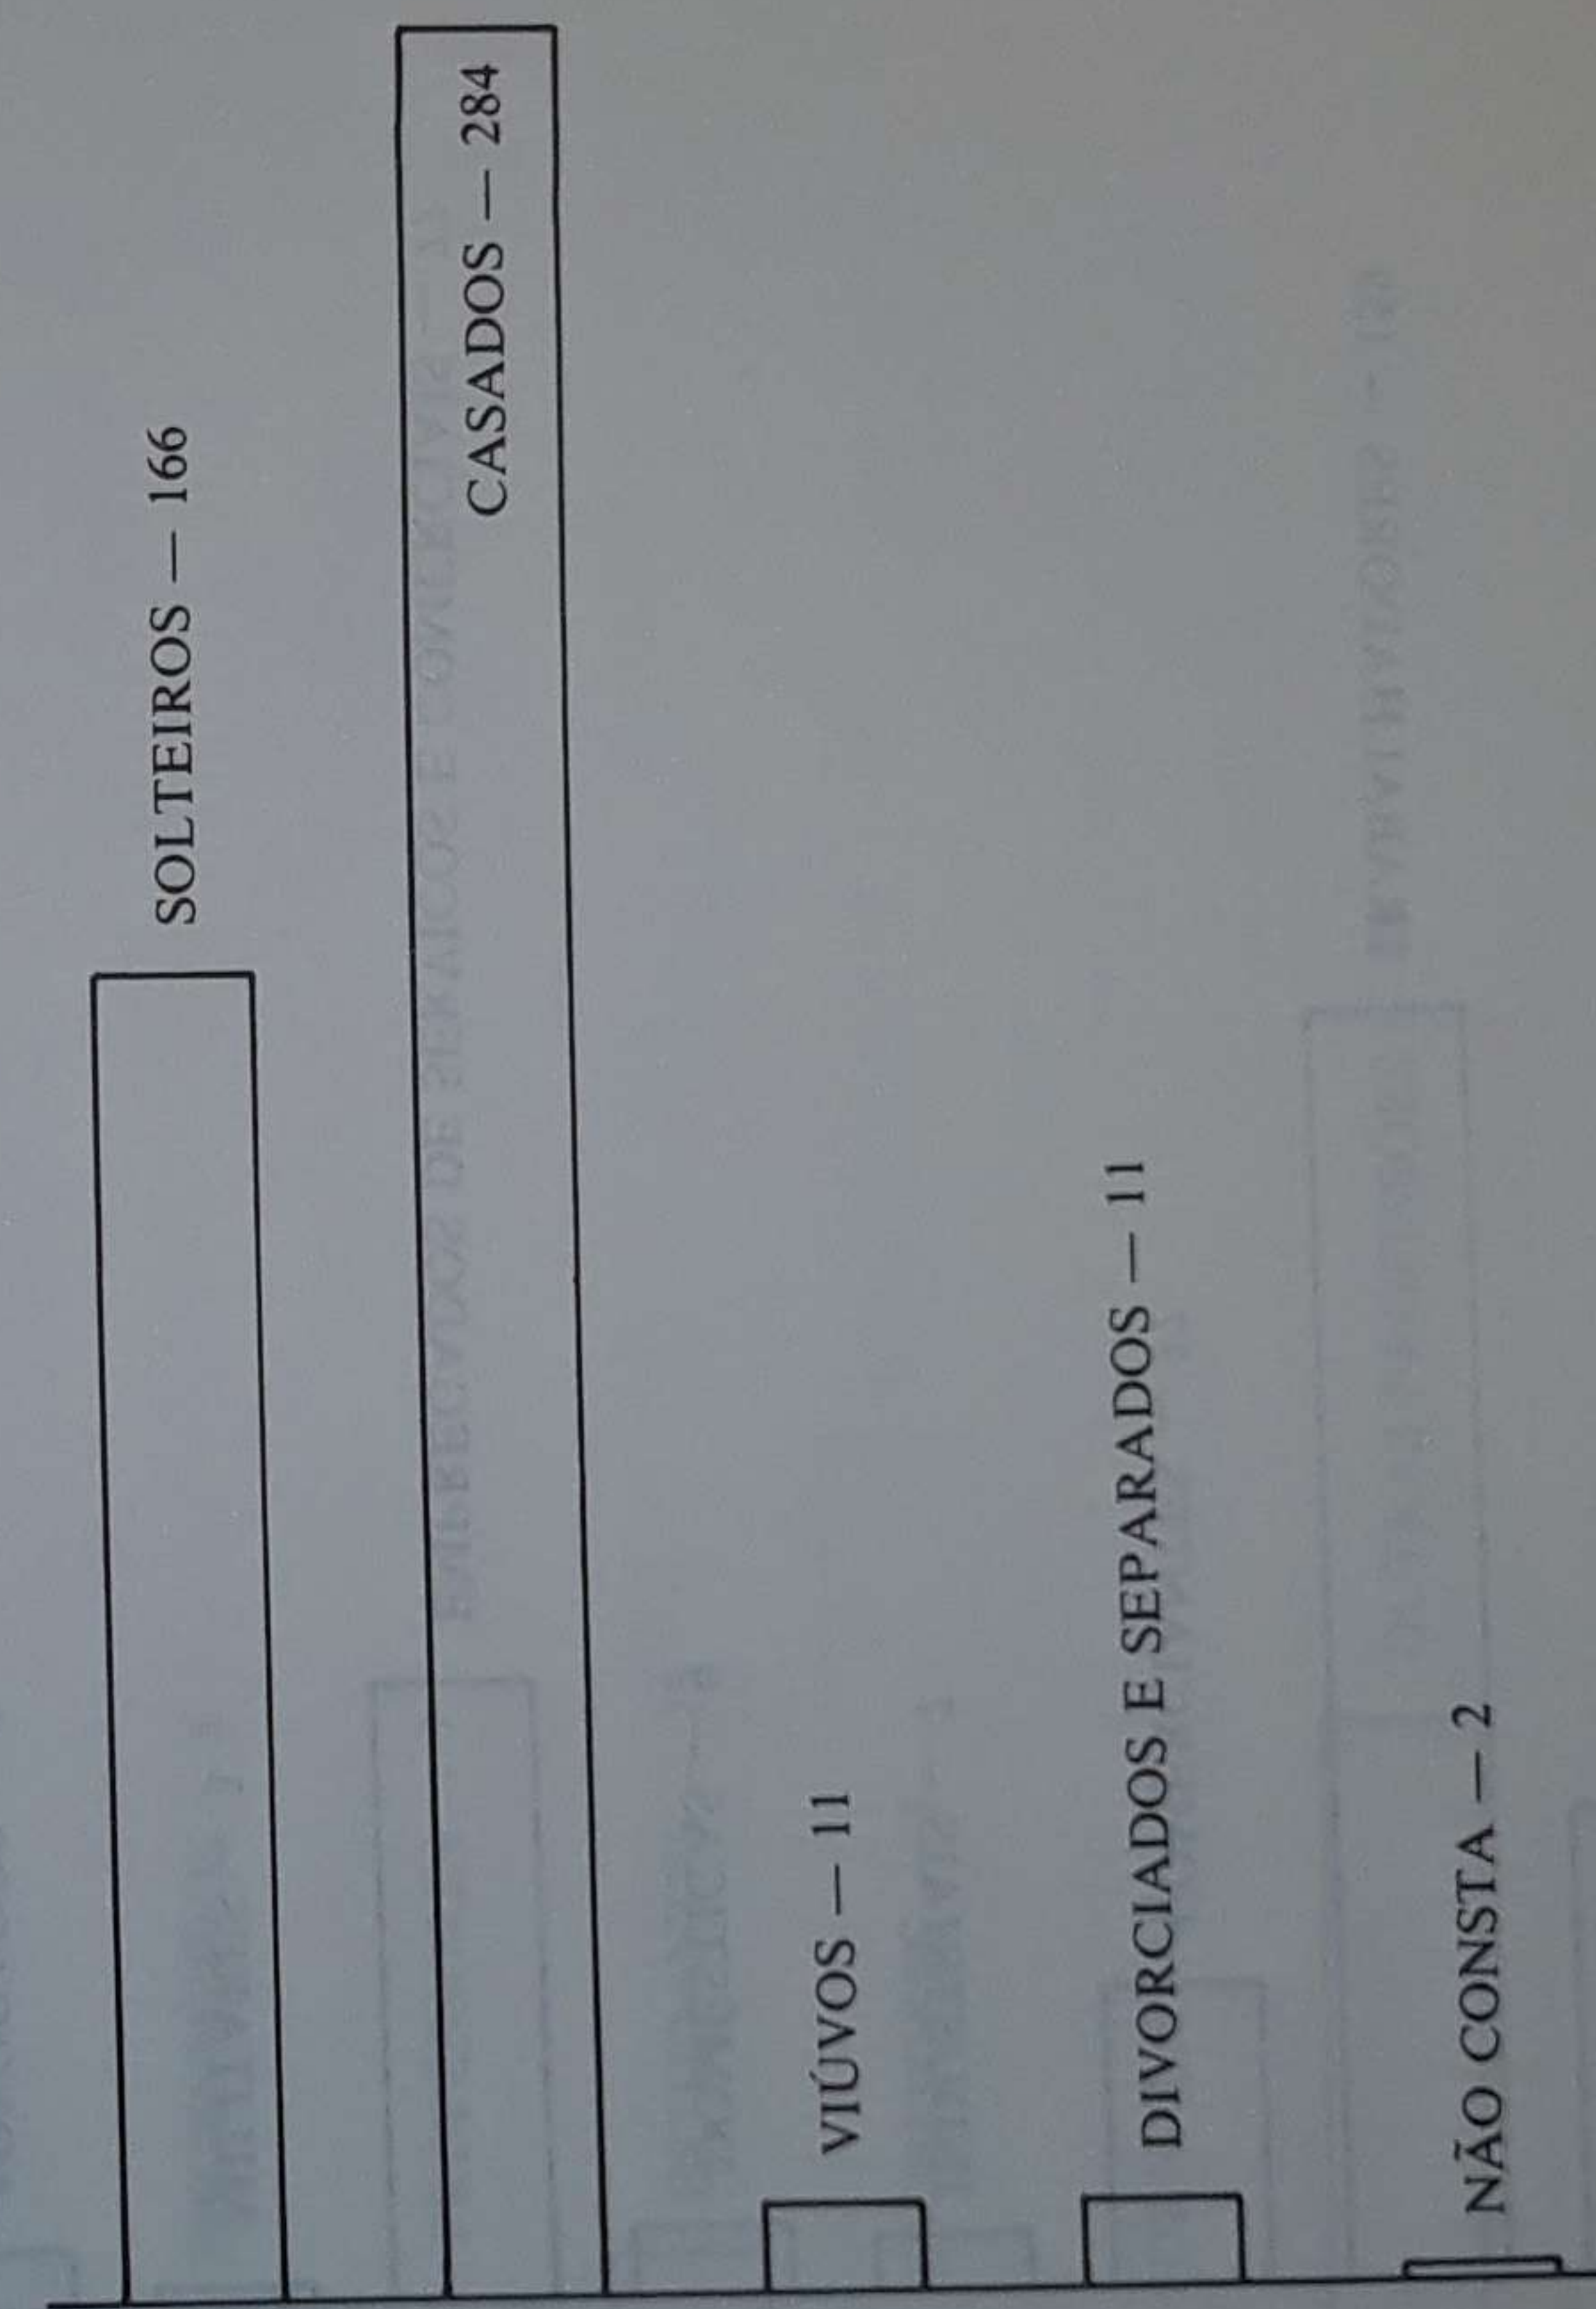 SOLTEIROS — 166
CASADOS — 284
VIÚVOS — 11
DIVORCIADOS E SEPARADOS — 11
NÃO CONSTA — 2